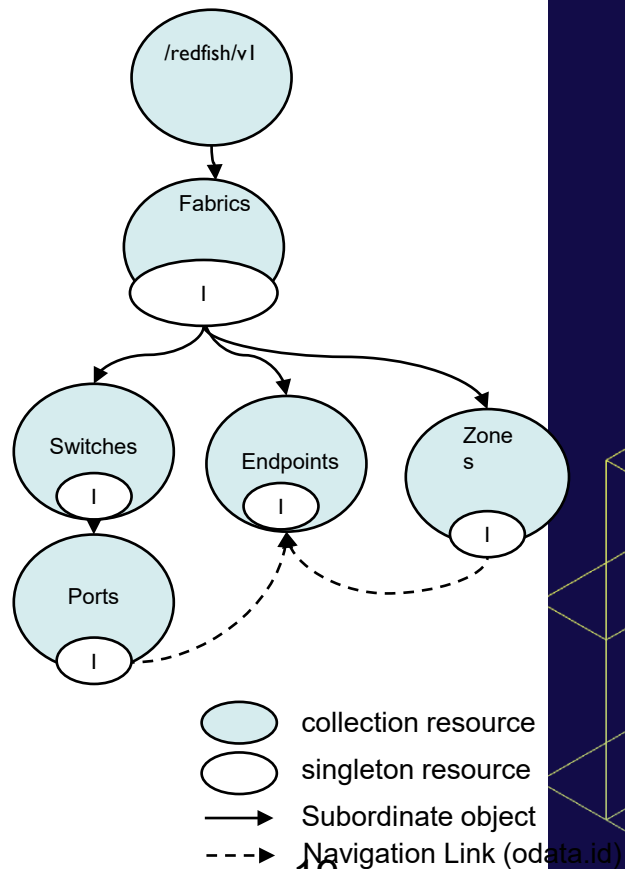 /redfish/v1
Fabrics
I
Switches
Endpoints
Zone
s
I
I
I
Ports
I
collection resource
singleton resource
Subordinate object
Navigation Link (odata.id)